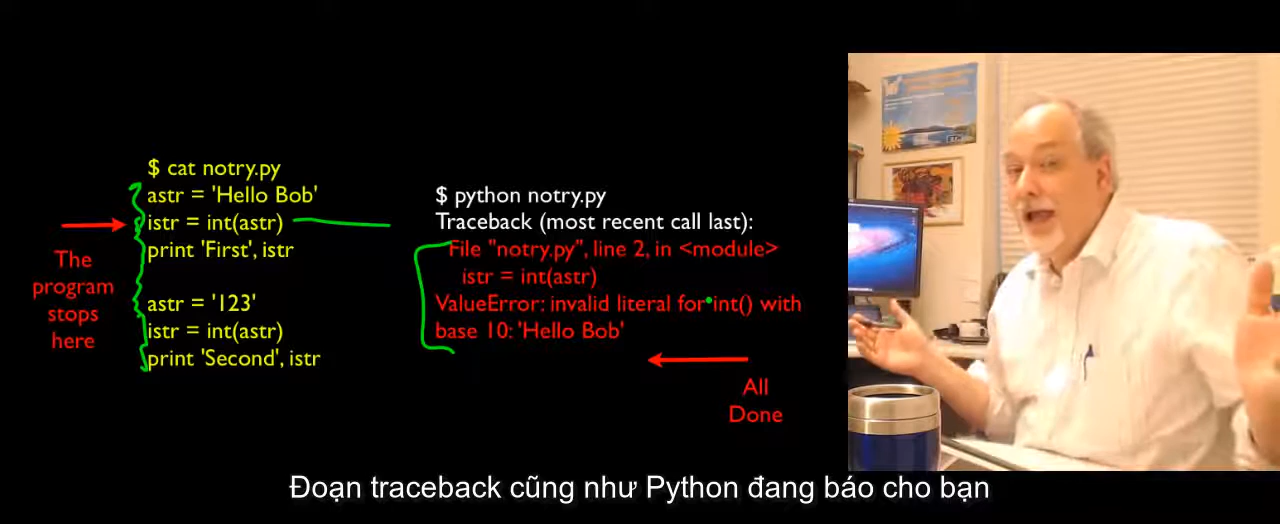 $ cat notry.py
astr = 'Hello Bob'
istr = int(astr)
print 'First', istr
astr = '123'
istr = int(astr)
print 'Second', istr
The
program
stops
here
$ python notry.py
Traceback (most recent call last):
File "notry.py", line 2, in <module>
istr = int(astr)
ValueError: invalid literal for int() with
base 10: 'Hello Bob'
All
Done
Đoạn traceback cũng như Python đang báo cho bạn